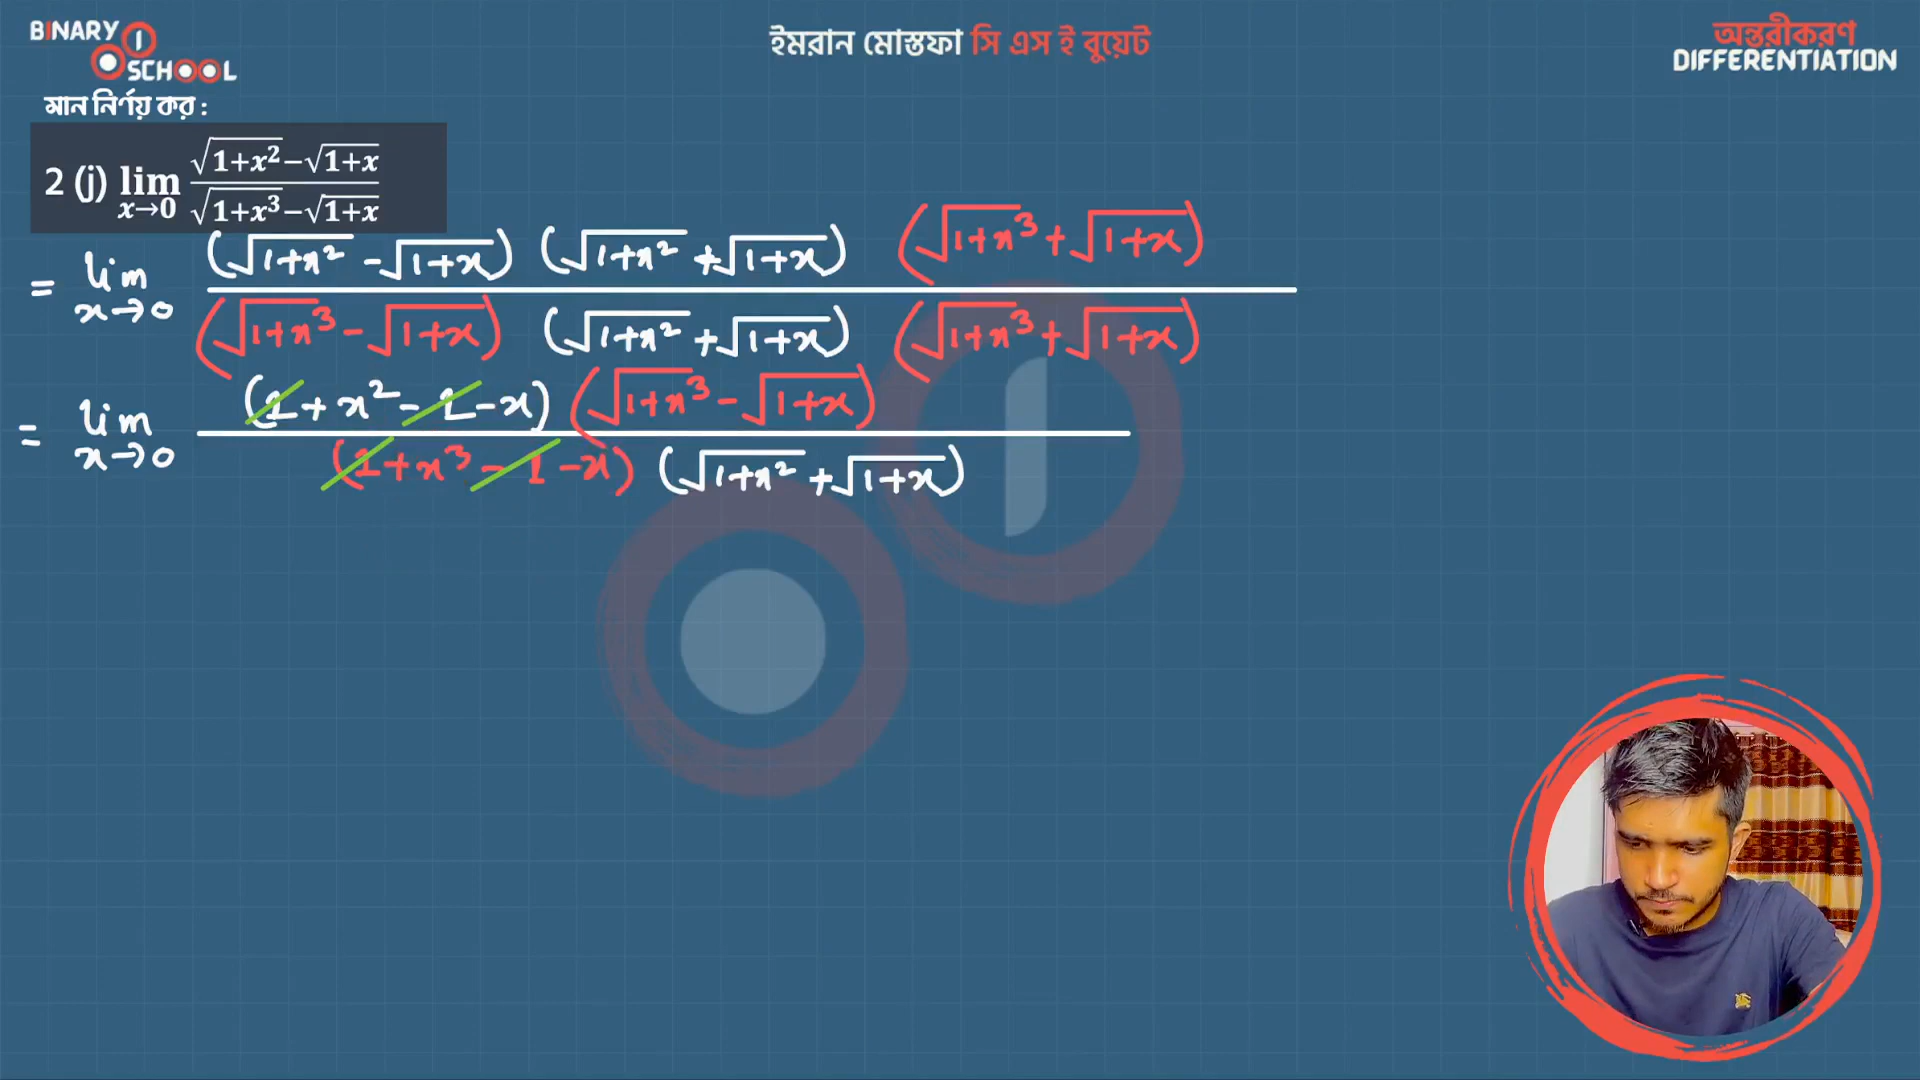 BINARY SCHOOL
ইমরান মোস্তফা সি এস ই বুয়েট
অন্তরীকরণ
DIFFERENTIATION
মান নির্ণয় কর :
2 (j) lim x→0 (√(1+x²) − √(1+x)) / (√(1+x³) − √(1+x))
= lim x→0 (√(1+x²) − √(1+x)) (√(1+x²) + √(1+x)) (√(1+x³) + √(1+x)) / (√(1+x³) − √(1+x)) (√(1+x²) + √(1+x)) (√(1+x³) + √(1+x))
= lim x→0 (1+x²−1−x) (√(1+x³) − √(1+x)) / (1+x³−1−x) (√(1+x²) + √(1+x))